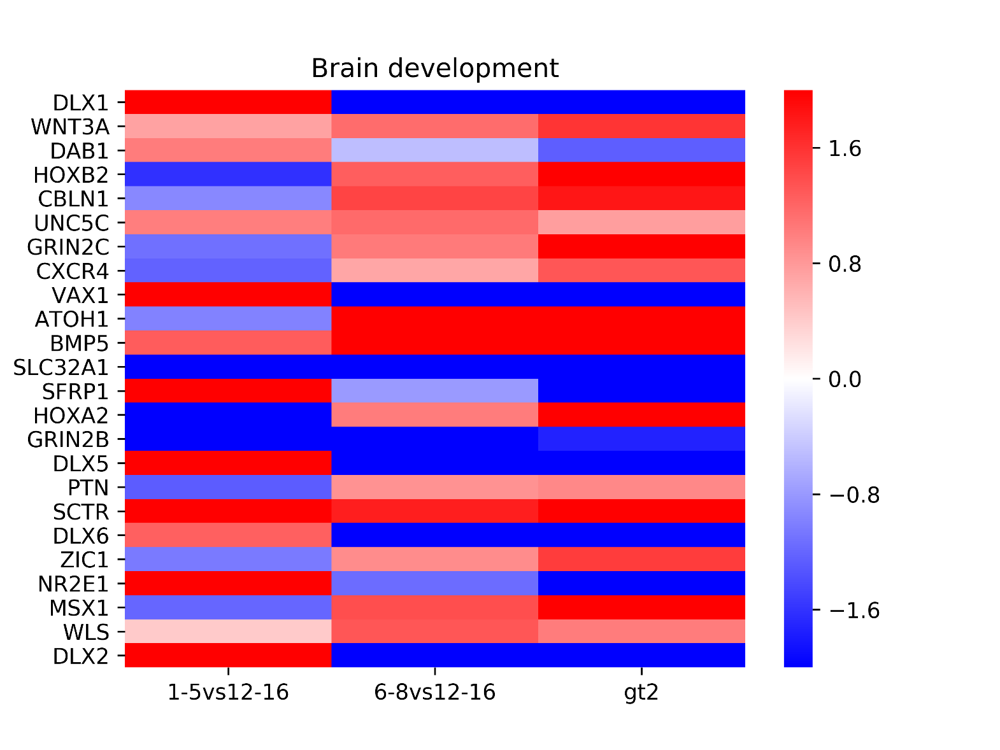 Brain development
DLX1
WNT3A
DAB1
HOXB2
CBLN1
UNC5C
GRIN2C
CXCR4
VAX1
ATOH1
BMP5
SLC32A1
SFRP1
HOXA2
GRIN2B
DLX5
PTN
SCTR
DLX6
ZIC1
NR2E1
MSX1
WLS
DLX2
1-5vs12-16 6-8vs12-16 gt2
1.6
0.8
0.0
−0.8
−1.6